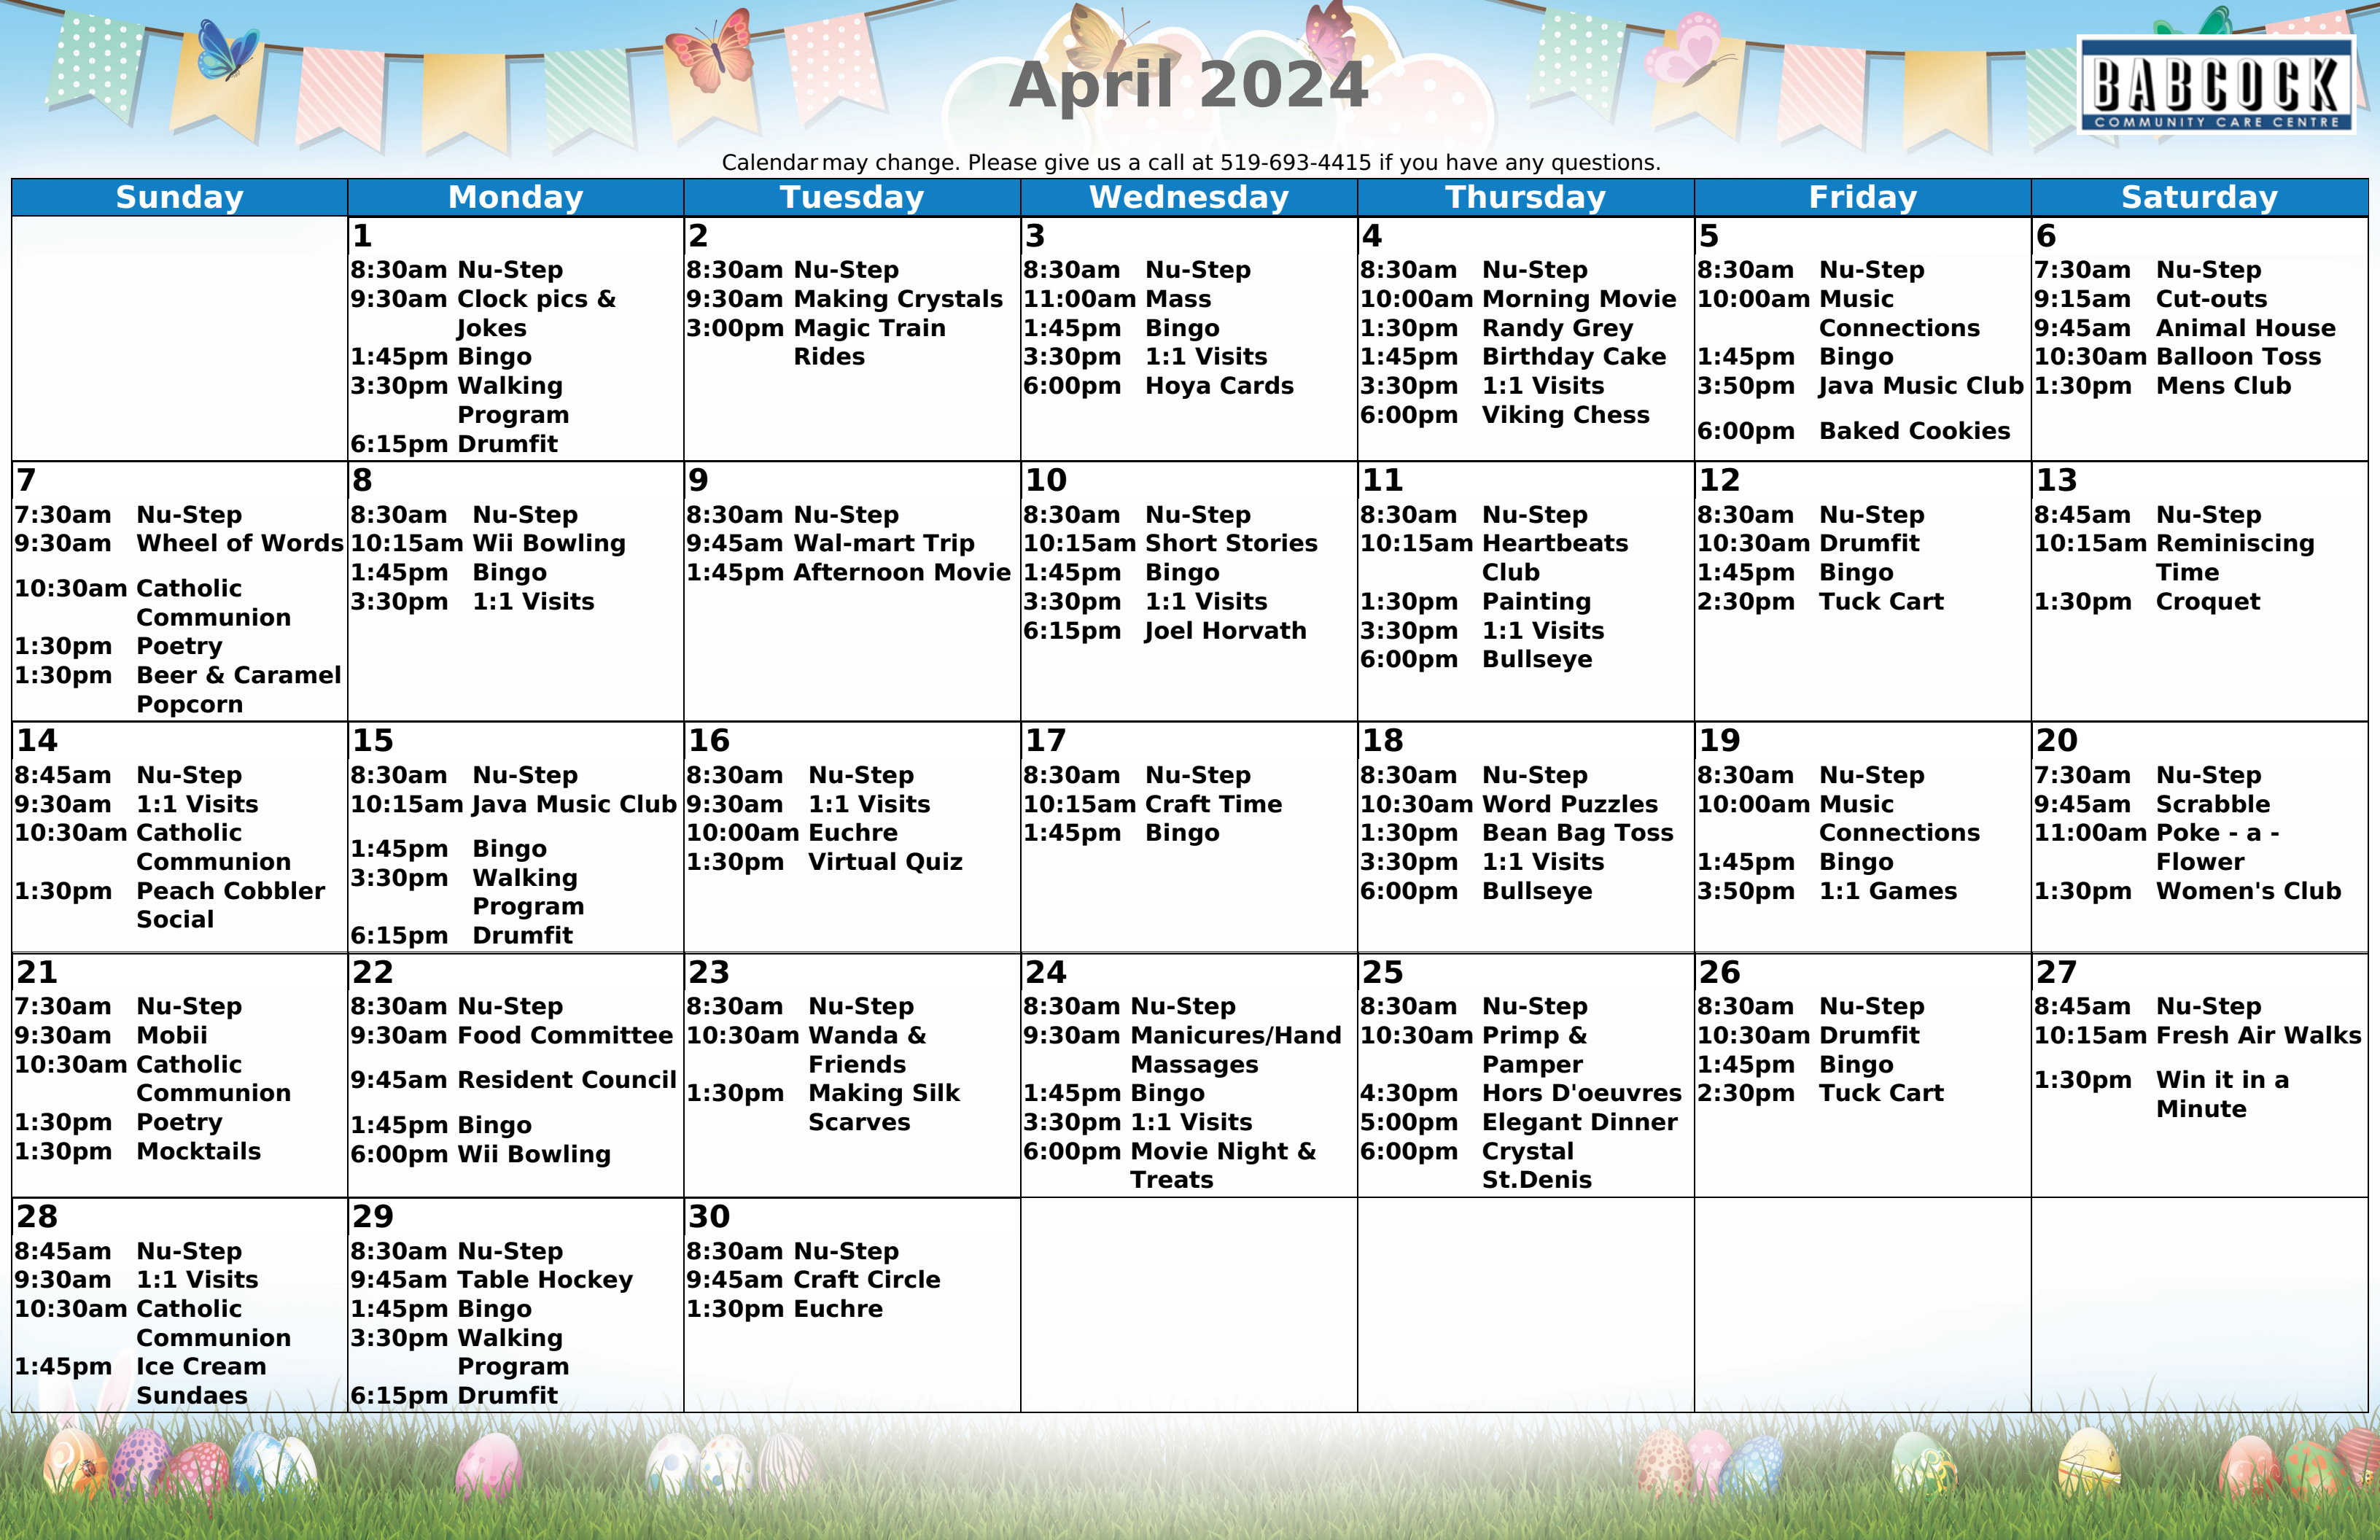 April 2024
BABCOCK
COMMUNITY CARE CENTRE
Calendar may change. Please give us a call at 519-693-4415 if you have any questions.
Sunday Monday Tuesday Wednesday Thursday Friday Saturday
1
8:30am Nu-Step
9:30am Clock pics &
Jokes
1:45pm Bingo
3:30pm Walking
Program
6:15pm Drumfit
2
8:30am Nu-Step
9:30am Making Crystals
3:00pm Magic Train
Rides
3
8:30am Nu-Step
11:00am Mass
1:45pm Bingo
3:30pm 1:1 Visits
6:00pm Hoya Cards
4
8:30am Nu-Step
10:00am Morning Movie
1:30pm Randy Grey
1:45pm Birthday Cake
3:30pm 1:1 Visits
6:00pm Viking Chess
5
8:30am Nu-Step
10:00am Music
Connections
1:45pm Bingo
3:50pm Java Music Club
6:00pm Baked Cookies
6
7:30am Nu-Step
9:15am Cut-outs
9:45am Animal House
10:30am Balloon Toss
1:30pm Mens Club
7
7:30am Nu-Step
9:30am Wheel of Words
10:30am Catholic
Communion
1:30pm Poetry
1:30pm Beer & Caramel
Popcorn
8
8:30am Nu-Step
10:15am Wii Bowling
1:45pm Bingo
3:30pm 1:1 Visits
9
8:30am Nu-Step
9:45am Wal-mart Trip
1:45pm Afternoon Movie
10
8:30am Nu-Step
10:15am Short Stories
1:45pm Bingo
3:30pm 1:1 Visits
6:15pm Joel Horvath
11
8:30am Nu-Step
10:15am Heartbeats
Club
1:30pm Painting
3:30pm 1:1 Visits
6:00pm Bullseye
12
8:30am Nu-Step
10:30am Drumfit
1:45pm Bingo
2:30pm Tuck Cart
13
8:45am Nu-Step
10:15am Reminiscing
Time
1:30pm Croquet
14
8:45am Nu-Step
9:30am 1:1 Visits
10:30am Catholic
Communion
1:30pm Peach Cobbler
Social
15
8:30am Nu-Step
10:15am Java Music Club
1:45pm Bingo
3:30pm Walking
Program
6:15pm Drumfit
16
8:30am Nu-Step
9:30am 1:1 Visits
10:00am Euchre
1:30pm Virtual Quiz
17
8:30am Nu-Step
10:15am Craft Time
1:45pm Bingo
18
8:30am Nu-Step
10:30am Word Puzzles
1:30pm Bean Bag Toss
3:30pm 1:1 Visits
6:00pm Bullseye
19
8:30am Nu-Step
10:00am Music
Connections
1:45pm Bingo
3:50pm 1:1 Games
20
7:30am Nu-Step
9:45am Scrabble
11:00am Poke - a -
Flower
1:30pm Women's Club
21
7:30am Nu-Step
9:30am Mobii
10:30am Catholic
Communion
1:30pm Poetry
1:30pm Mocktails
22
8:30am Nu-Step
9:30am Food Committee
9:45am Resident Council
1:45pm Bingo
6:00pm Wii Bowling
23
8:30am Nu-Step
10:30am Wanda &
Friends
1:30pm Making Silk
Scarves
24
8:30am Nu-Step
9:30am Manicures/Hand
Massages
1:45pm Bingo
3:30pm 1:1 Visits
6:00pm Movie Night &
Treats
25
8:30am Nu-Step
10:30am Primp &
Pamper
4:30pm Hors D'oeuvres
5:00pm Elegant Dinner
6:00pm Crystal
St.Denis
26
8:30am Nu-Step
10:30am Drumfit
1:45pm Bingo
2:30pm Tuck Cart
27
8:45am Nu-Step
10:15am Fresh Air Walks
1:30pm Win it in a
Minute
28
8:45am Nu-Step
9:30am 1:1 Visits
10:30am Catholic
Communion
1:45pm Ice Cream
Sundaes
29
8:30am Nu-Step
9:45am Table Hockey
1:45pm Bingo
3:30pm Walking
Program
6:15pm Drumfit
30
8:30am Nu-Step
9:45am Craft Circle
1:30pm Euchre